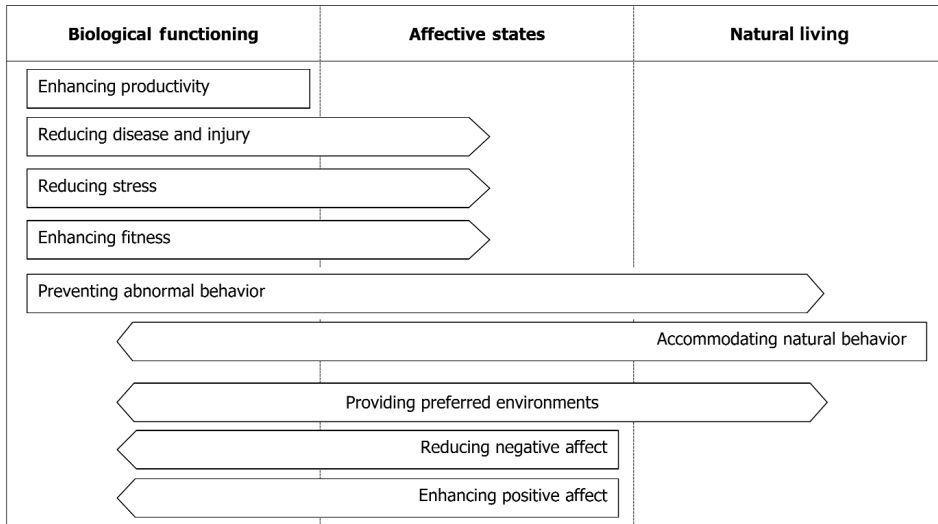 Biological functioning
Affective states
Natural living
Enhancing productivity
Reducing disease and injury
Reducing stress
Enhancing fitness
Preventing abnormal behavior
Accommodating natural behavior
Providing preferred environments
Reducing negative affect
Enhancing positive affect